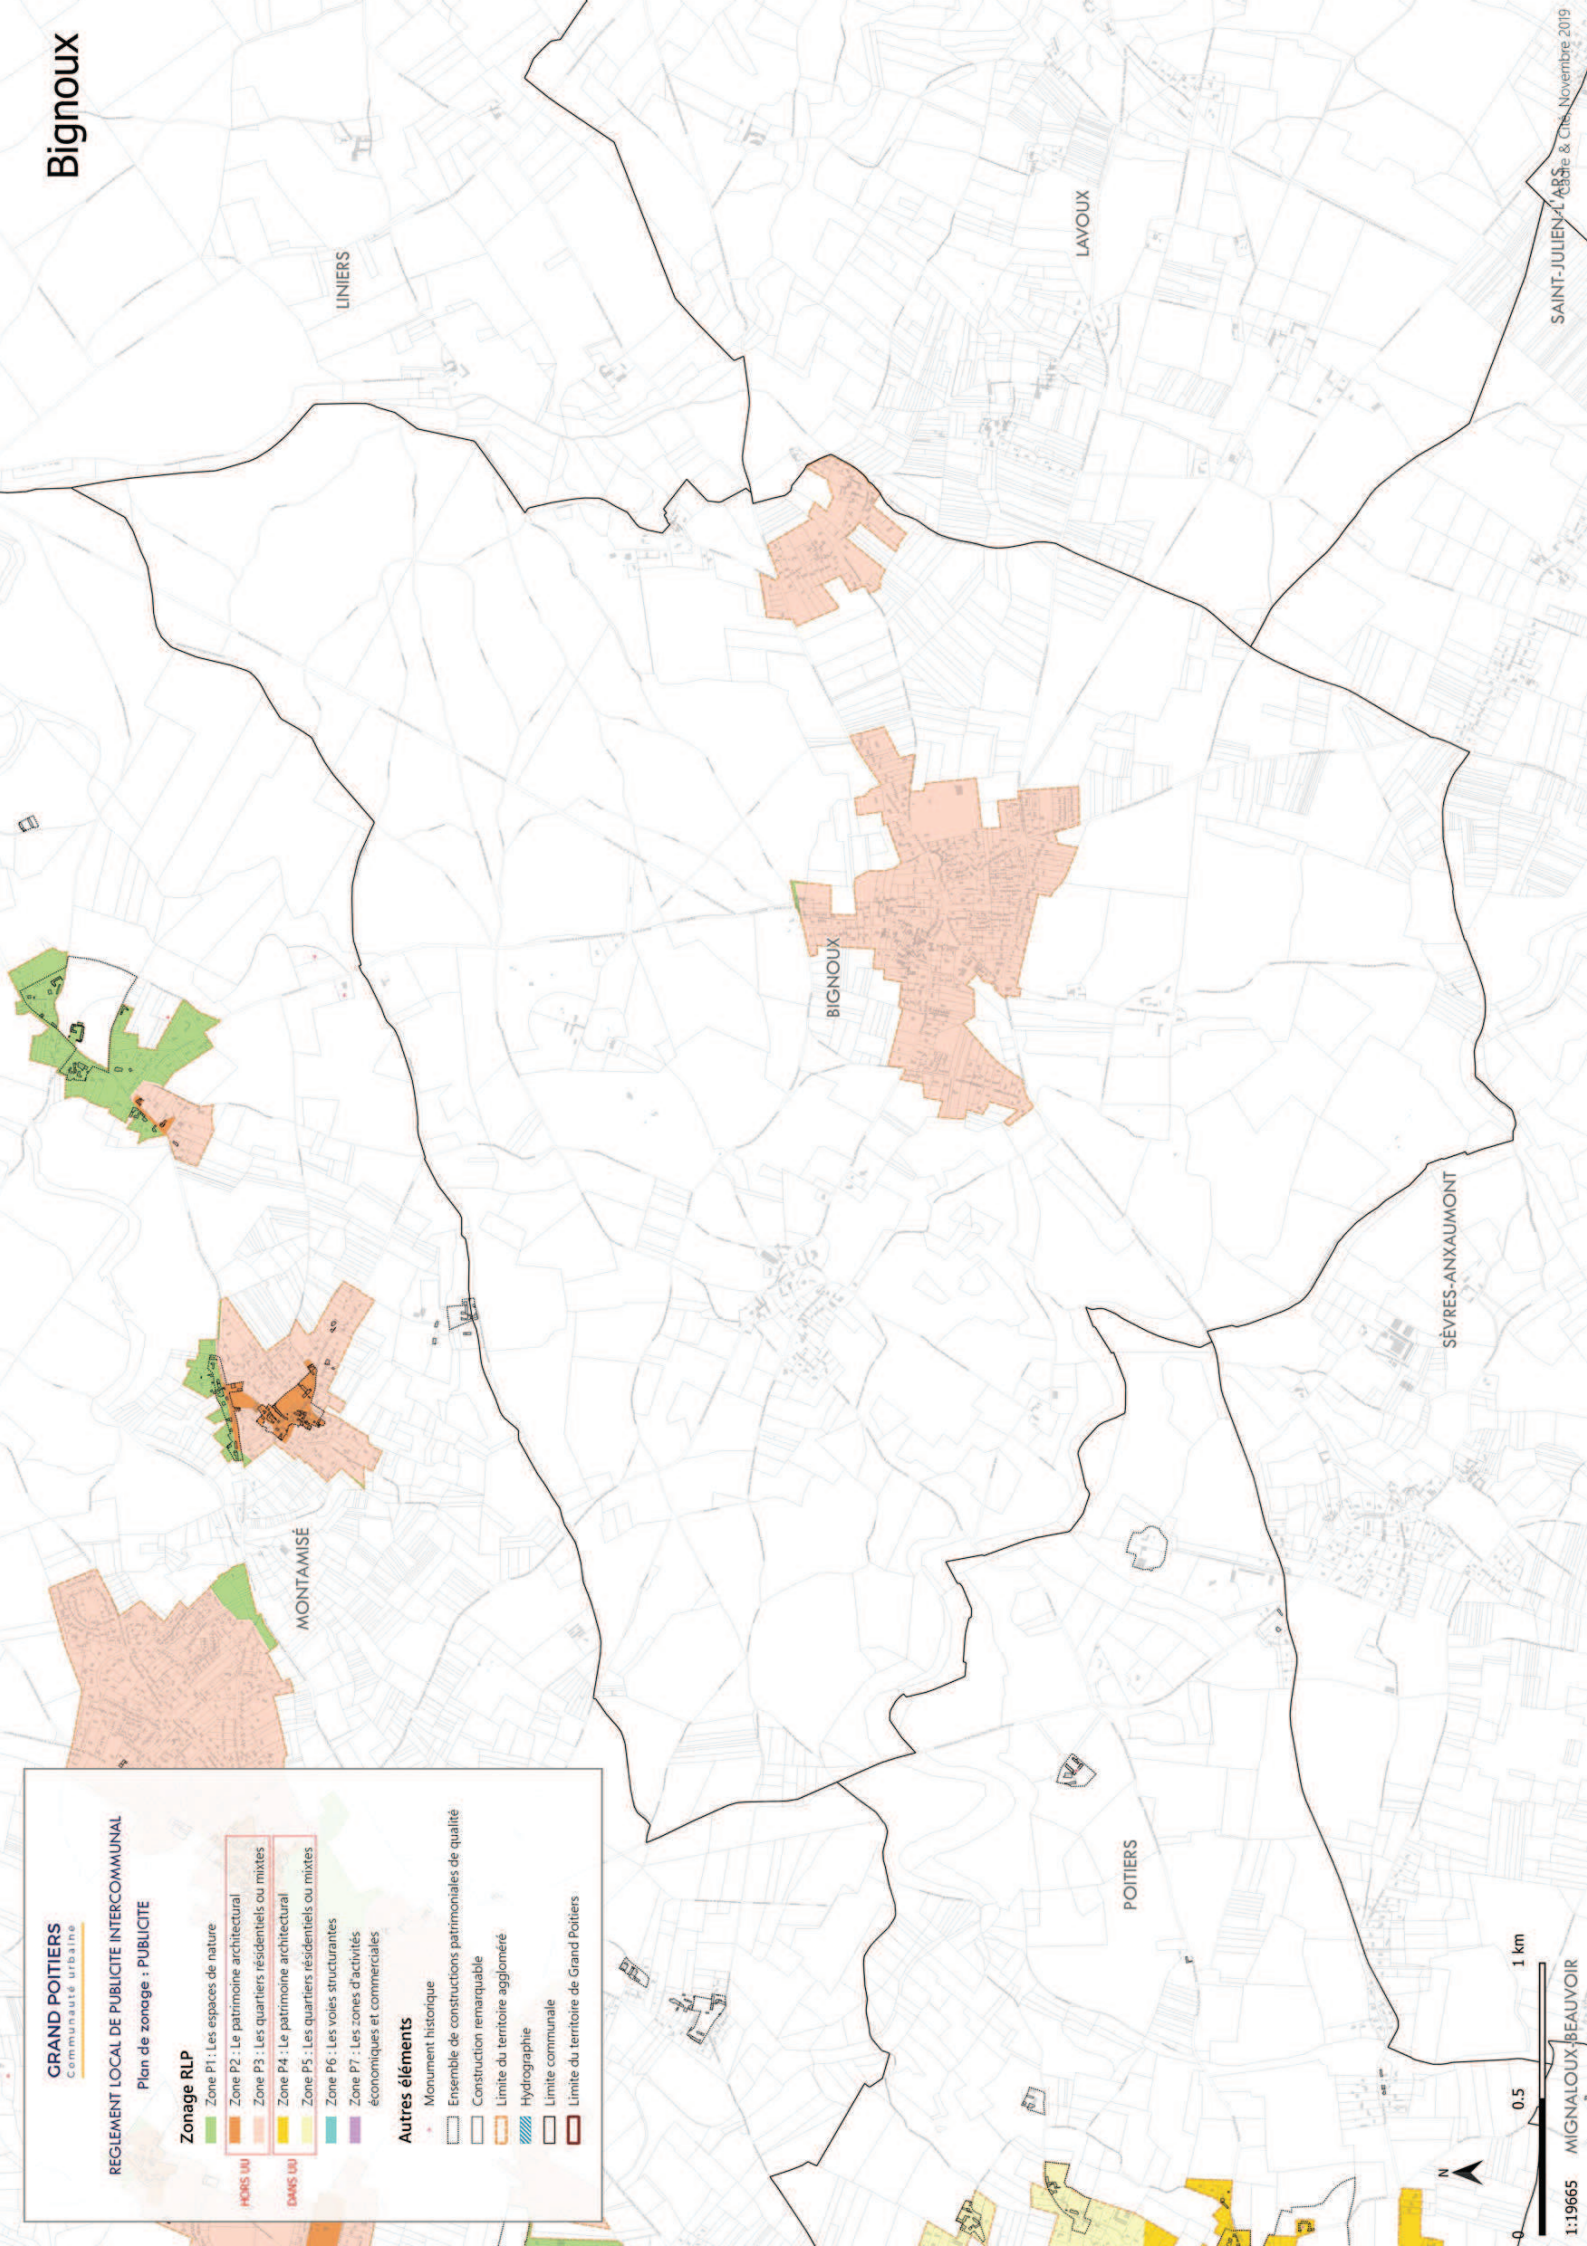 Bignoux
GRAND POITIERS
Communauté urbaine
REGLEMENT LOCAL DE PUBLICITE INTERCOMMUNAL
Plan de zonage : PUBLICITE
Zonage RLP
Zone P1 : Les espaces de nature
HORS UU
Zone P2 : Le patrimoine architectural
Zone P3 : Les quartiers résidentiels ou mixtes
DANS UU
Zone P4 : Le patrimoine architectural
Zone P5 : Les quartiers résidentiels ou mixtes
Zone P6 : Les voies structurantes
Zone P7 : Les zones d'activités
économiques et commerciales
Autres éléments
Monument historique
Ensemble de constructions patrimoniales de qualité
Construction remarquable
Limite du territoire aggloméré
Hydrographie
Limite communale
Limite du territoire de Grand Poitiers
MONTAMISÉ
LINIERS
BIGNOUX
LAVOUX
POITIERS
SÈVRES-ANXAUMONT
SAINT-JULIEN-L'ARS
MIGNALOUX-BEAUVOIR
N
0 0.5 1 km
1:19665
Cadre & Cité, Novembre 2019